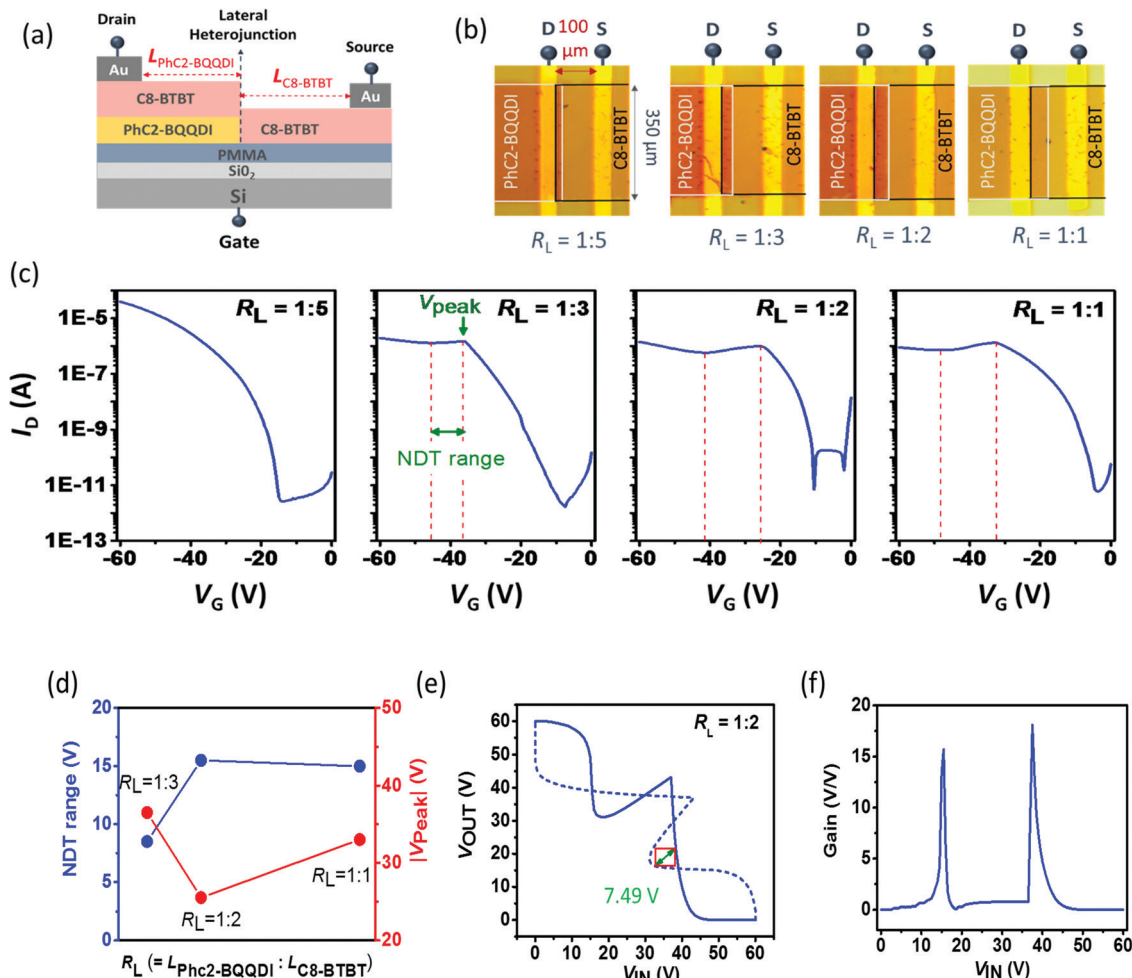 (a)
Drain
Lateral
Heterojunction
Source
Au
LPhC2-BQQDI
LC8-BTBT
Au
C8-BTBT
PhC2-BQQDI
C8-BTBT
PMMA
SiO2
Si
Gate
(b)
D
100
μm
S
D
S
D
S
D
S
PhC2-BQQDI
350 μm
PhC2-BQQDI
C8-BTBT
PhC2-BQQDI
C8-BTBT
PhC2-BQQDI
C8-BTBT
RL = 1:5
RL = 1:3
RL = 1:2
RL = 1:1
(c)
ID (A)
1E-5
1E-7
1E-9
1E-11
1E-13
RL = 1:5
Vpeak
RL = 1:3
NDT range
RL = 1:2
RL = 1:1
-60 -40 -20 0
-60 -40 -20 0
-60 -40 -20 0
-60 -40 -20 0
VG (V)
VG (V)
VG (V)
VG (V)
(d)
NDT range (V)
20
15
10
5
0
RL=1:3
RL=1:2
RL=1:1
50
40
30
20
|VPeak| (V)
RL (= LPhc2-BQQDI : LC8-BTBT)
(e)
VOUT (V)
60
50
40
30
20
10
0
RL = 1:2
7.49 V
0 10 20 30 40 50 60
VIN (V)
(f)
Gain (V/V)
20
15
10
5
0
0 10 20 30 40 50 60
VIN (V)